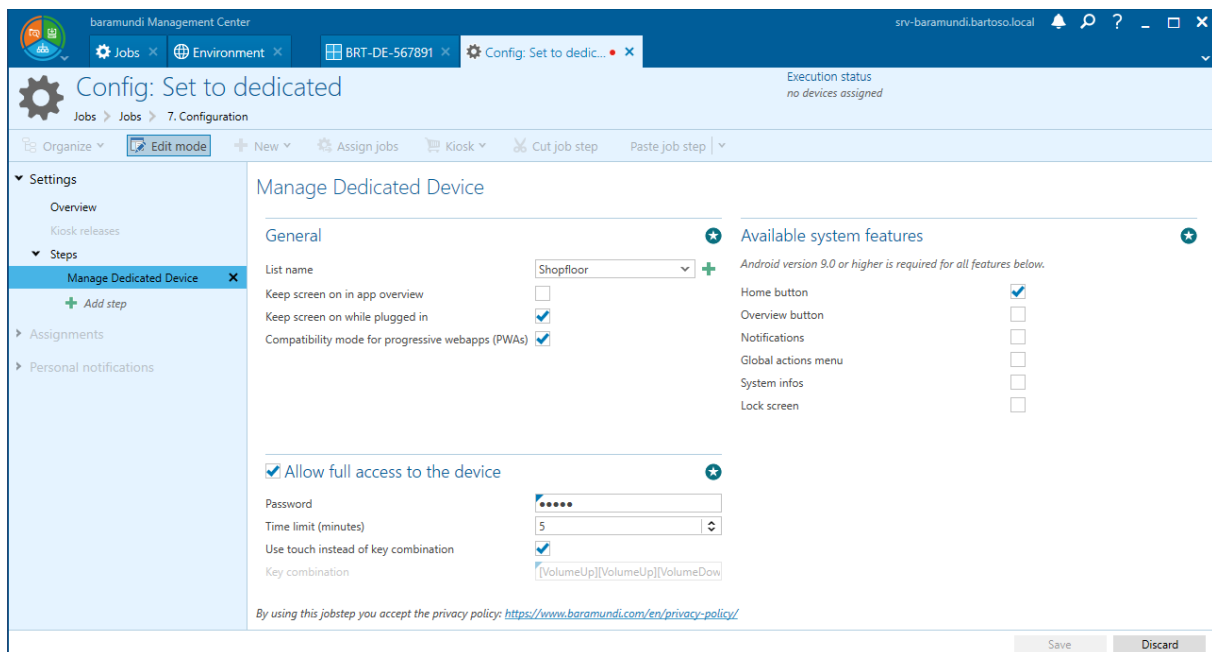 baramundi Management Center
srv-baramundi.bartoso.local
Jobs
Environment
BRT-DE-567891
Config: Set to dedic...
Config: Set to dedicated
Execution status
no devices assigned
Jobs > Jobs > 7. Configuration
Organize
Edit mode
New
Assign jobs
Kiosk
Cut job step
Paste job step
Settings
Overview
Kiosk releases
Steps
Manage Dedicated Device
Add step
Assignments
Personal notifications
Manage Dedicated Device
General
List name
Shopfloor
Keep screen on in app overview
Keep screen on while plugged in
Compatibility mode for progressive webapps (PWAs)
Available system features
Android version 9.0 or higher is required for all features below.
Home button
Overview button
Notifications
Global actions menu
System infos
Lock screen
Allow full access to the device
Password
•••••
Time limit (minutes)
5
Use touch instead of key combination
Key combination
[VolumeUp][VolumeUp][VolumeDow
By using this jobstep you accept the privacy policy: https://www.baramundi.com/en/privacy-policy/
Save
Discard